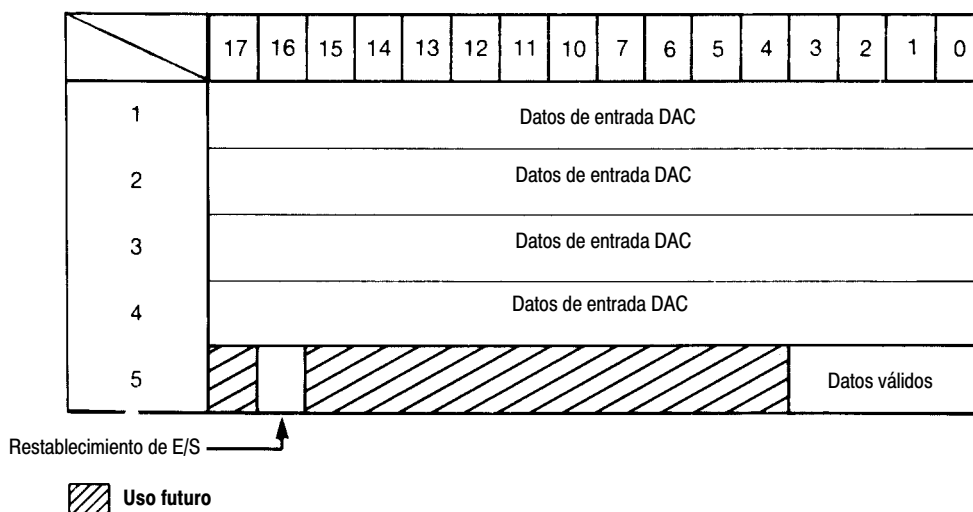 17 16 15 14 13 12 11 10 7 6 5 4 3 2 1 0
1 Datos de entrada DAC
2 Datos de entrada DAC
3 Datos de entrada DAC
4 Datos de entrada DAC
5 Datos válidos
Restablecimiento de E/S
Uso futuro